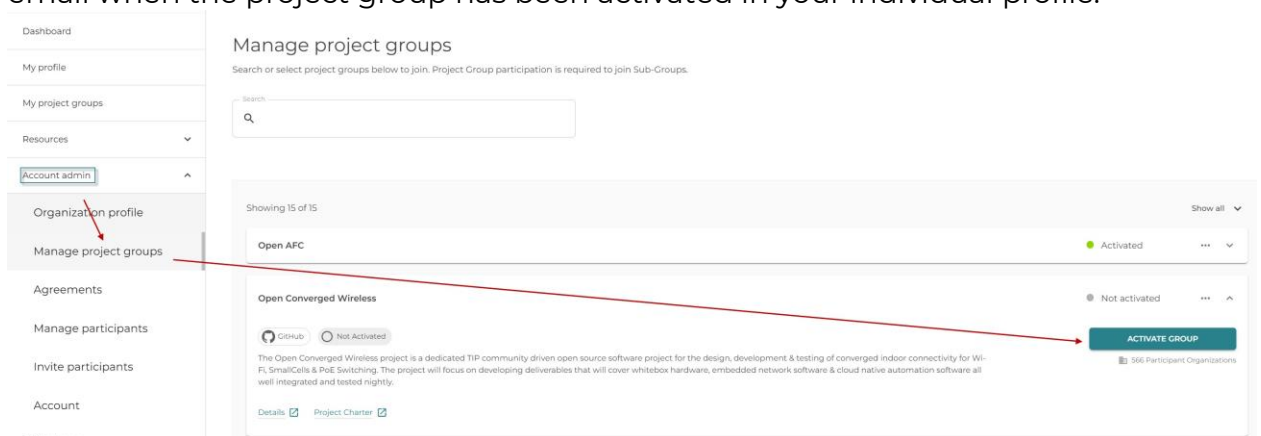 email when the project group has been activated in your individual profile.
Dashboard
My profile
My project groups
Resources
Account admin
Organization profile
Manage project groups
Agreements
Manage participants
Invite participants
Account
Manage project groups
Search or select project groups below to join. Project Group participation is required to join Sub-Groups.
Search
Showing 15 of 15
Show all
Open AFC
Activated
Open Converged Wireless
Not activated
GitHub
Not Activated
ACTIVATE GROUP
566 Participant Organizations
The Open Converged Wireless project is a dedicated TIP community driven open source software project for the design, development & testing of converged indoor connectivity for Wi-
Fi, SmallCells & PoE Switching. The project will focus on developing deliverables that will cover whitebox hardware, embedded network software & cloud native automation software all
well integrated and tested nightly.
Details
Project Charter